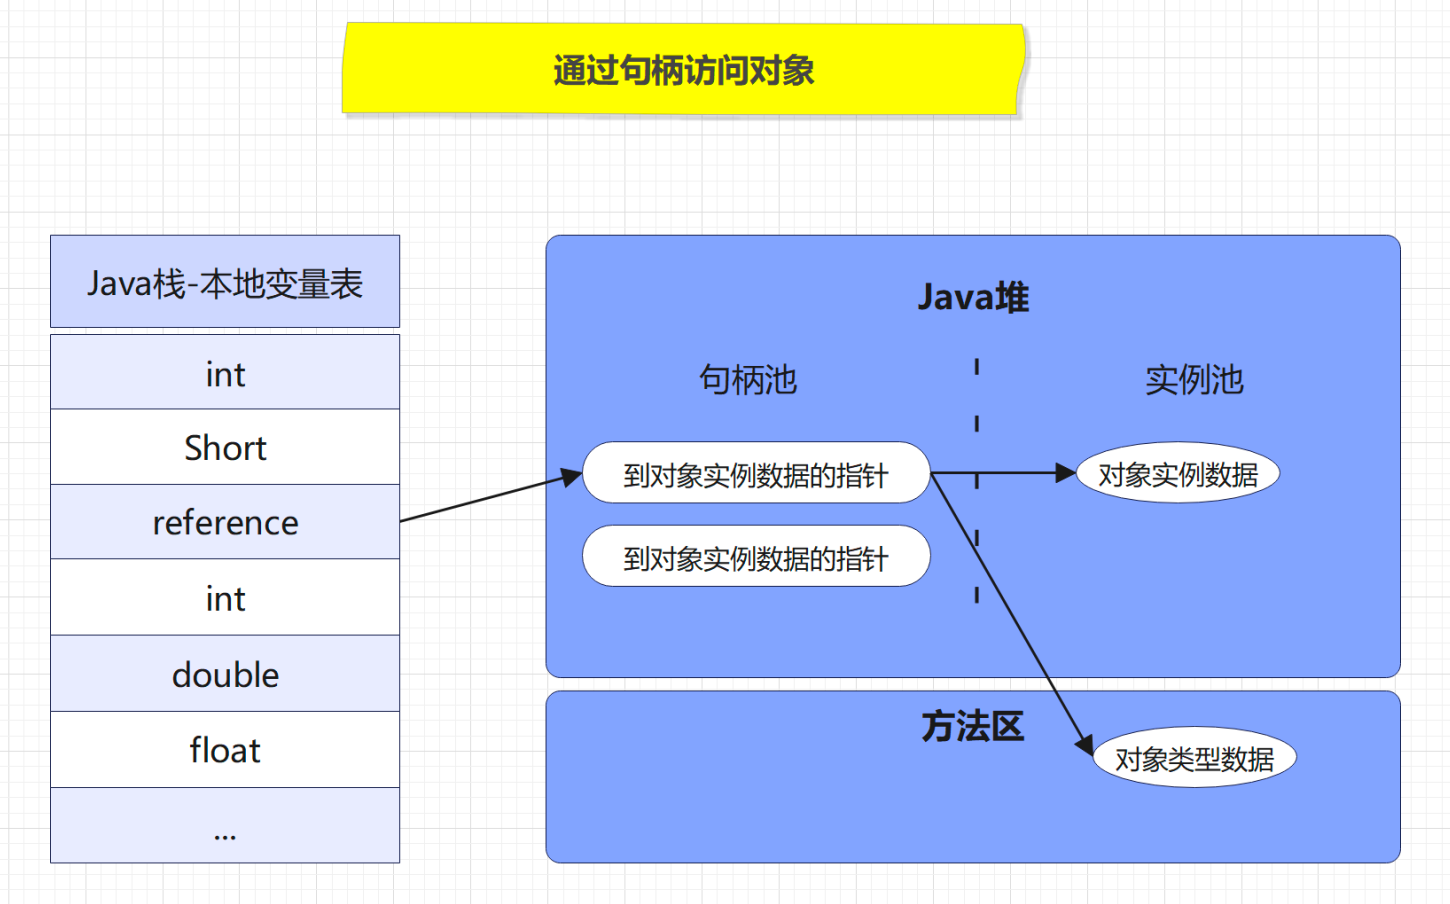 通过句柄访问对象
Java栈-本地变量表
int
Short
reference
int
double
float
...
Java堆
句柄池
实例池
到对象实例数据的指针
对象实例数据
到对象实例数据的指针
方法区
对象类型数据